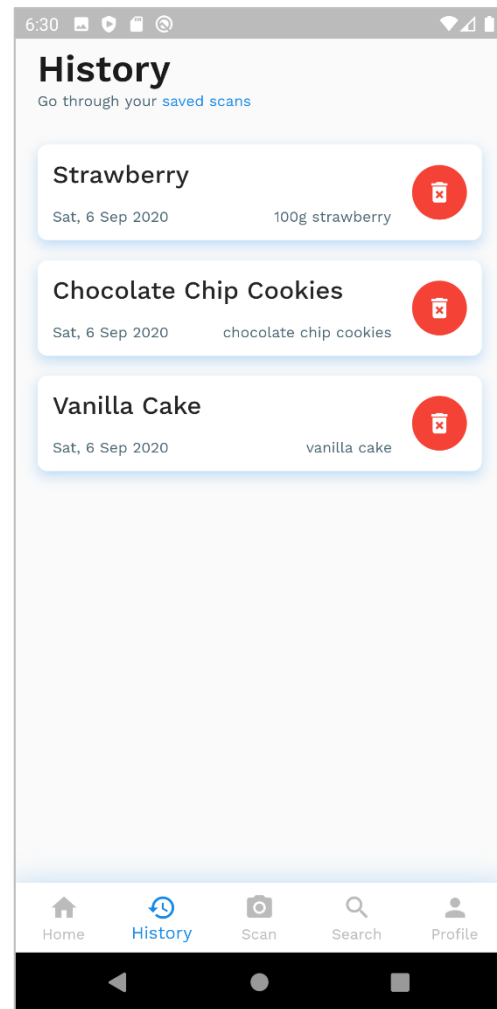 6:30
History
Go through your saved scans
Strawberry
Sat, 6 Sep 2020 100g strawberry
Chocolate Chip Cookies
Sat, 6 Sep 2020 chocolate chip cookies
Vanilla Cake
Sat, 6 Sep 2020 vanilla cake
Home History Scan Search Profile